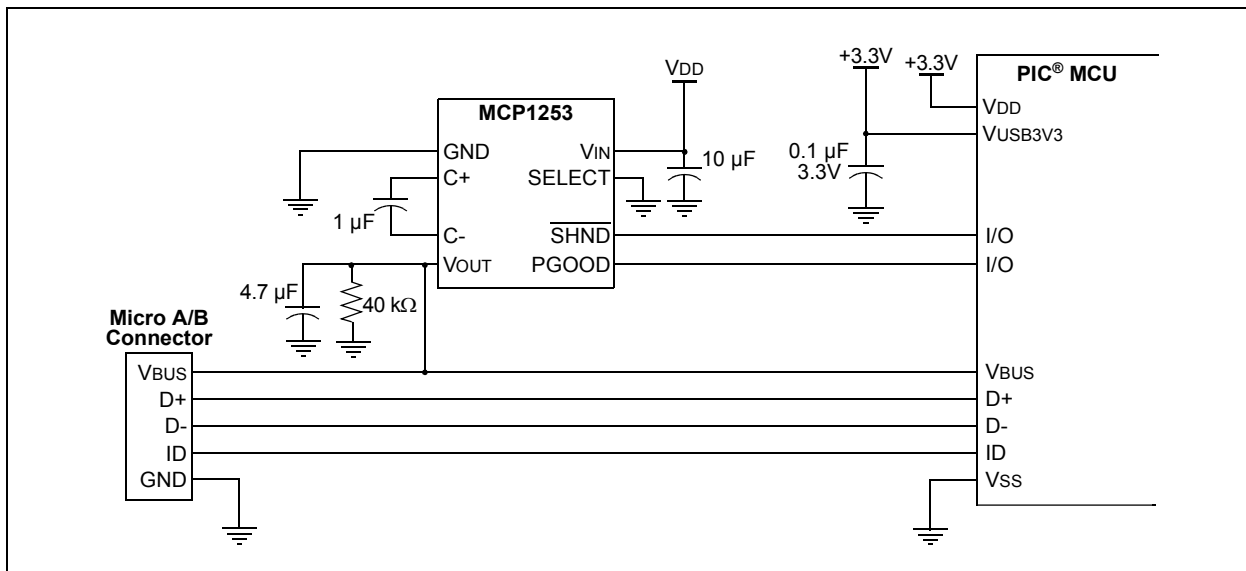 +3.3V
+3.3V
PIC® MCU
VDD
MCP1253
VDD
VUSB3V3
GND
VIN
10 µF
0.1 µF
3.3V
C+
SELECT
1 µF
C-
SHND
I/O
VOUT
PGOOD
I/O
4.7 µF
40 kΩ
Micro A/B
Connector
VBUS
VBUS
D+
D+
D-
D-
ID
ID
GND
VSS